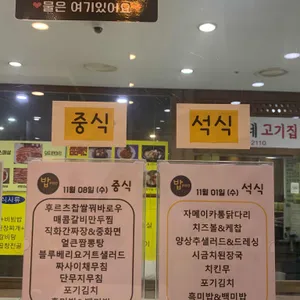 ♥물은 여기있어요♥
중식
석식
밥
11월 08일 (수) 중식
후르츠찹쌀꿔바로우
매콤갈비만두찜
직화간짜장&중화면
얼큰짬뽕탕
블루베리요거트샐러드
짜사이채무침
단무지무침
포기김치
밥
11월 01일 (수) 석식
자메이카통닭다리
치즈볼&케찹
양상추샐러드&드레싱
시금치된장국
치킨무
포기김치
흑미밥&백미밥
고기집